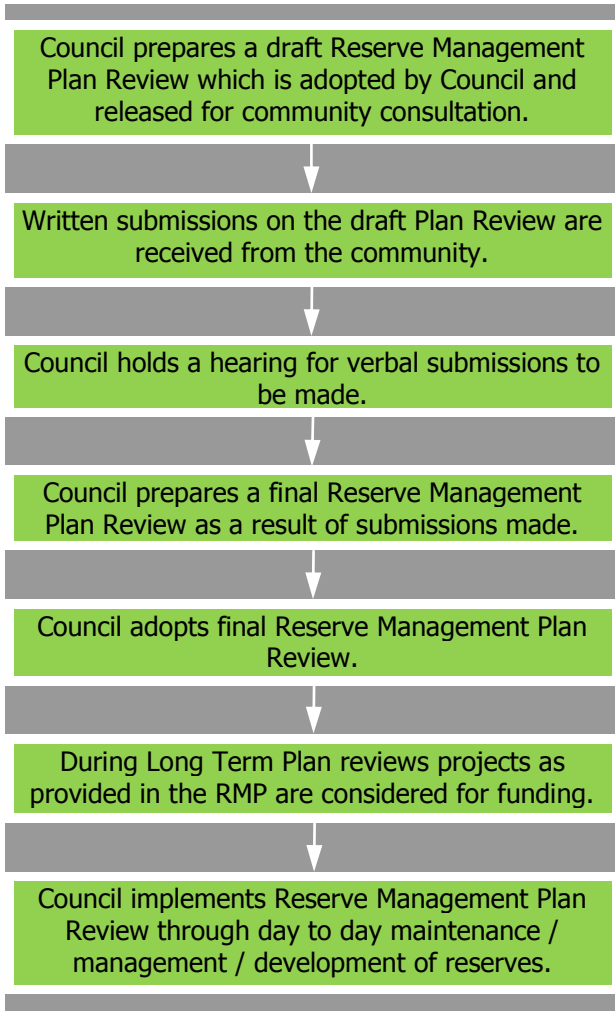 Council prepares a draft Reserve Management
Plan Review which is adopted by Council and
released for community consultation.
Written submissions on the draft Plan Review are
received from the community.
Council holds a hearing for verbal submissions to
be made.
Council prepares a final Reserve Management
Plan Review as a result of submissions made.
Council adopts final Reserve Management Plan
Review.
During Long Term Plan reviews projects as
provided in the RMP are considered for funding.
Council implements Reserve Management Plan
Review through day to day maintenance /
management / development of reserves.